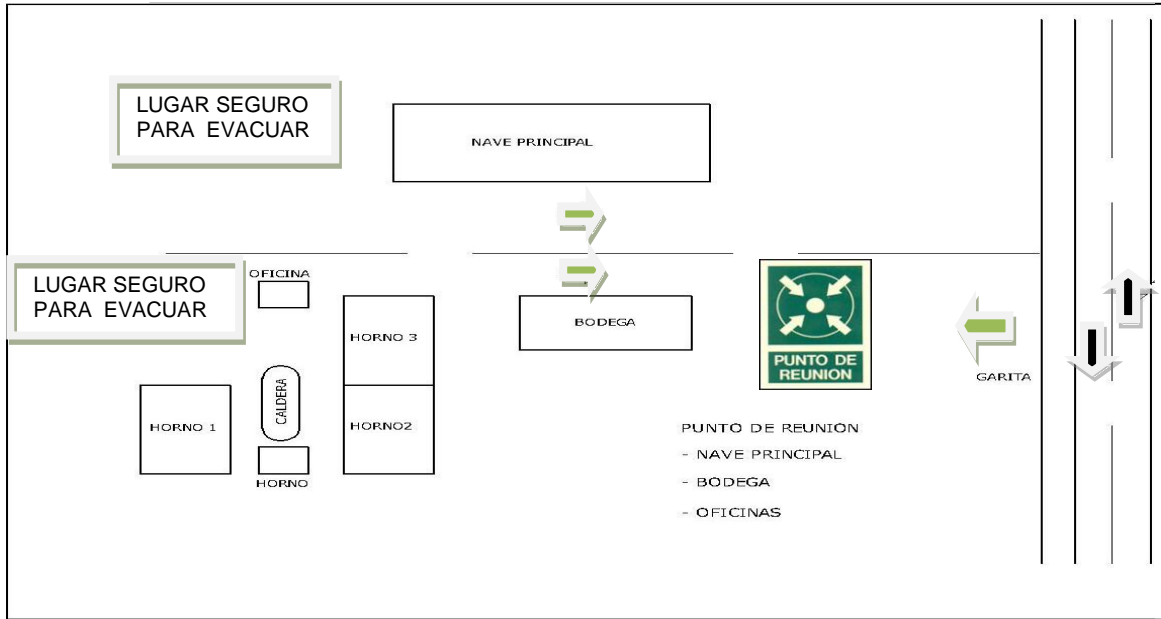 LUGAR SEGURO
PARA EVACUAR
NAVE PRINCIPAL
LUGAR SEGURO
PARA EVACUAR
OFICINA
HORNO 3
BODEGA
PUNTO DE
REUNION
GARITA
HORNO 1
CALDERA
HORNO2
HORNO
PUNTO DE REUNION
- NAVE PRINCIPAL
- BODEGA
- OFICINAS